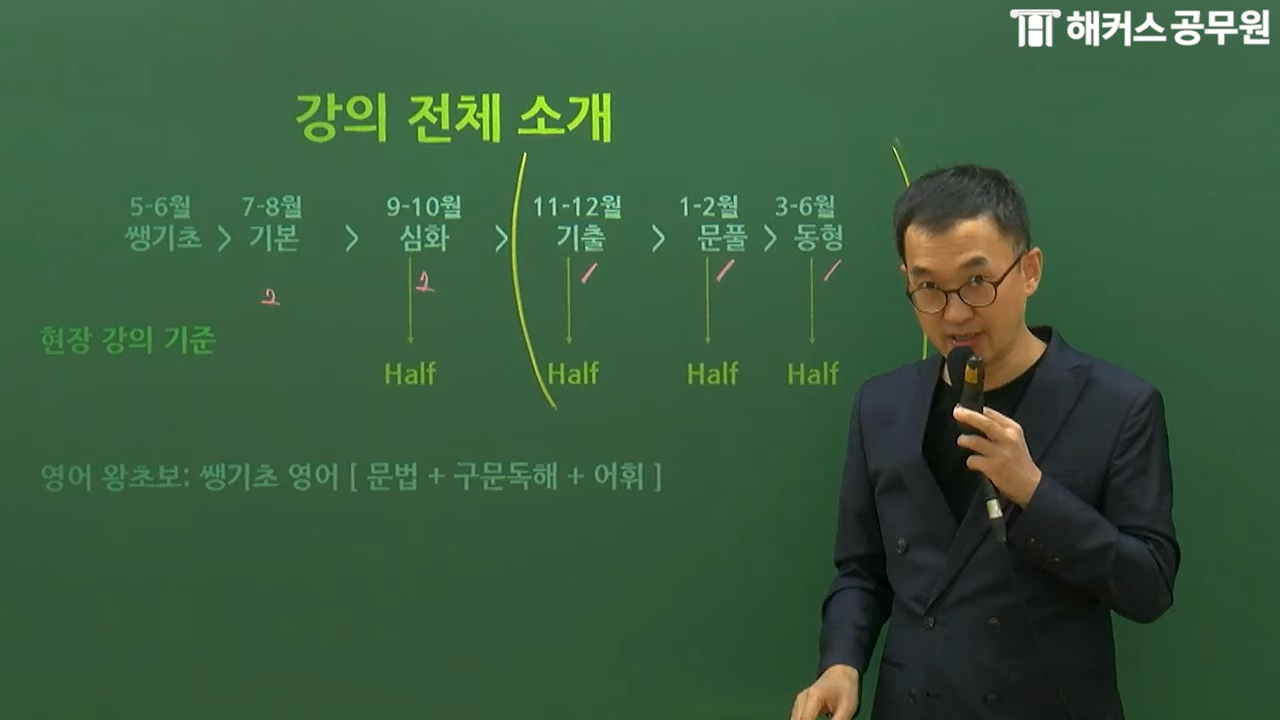 해커스공무원
강의 전체 소개
5-6월 7-8월 9-10월 11-12월 1-2월 3-6월
쌩기초 > 기본 > 심화 > 기출 > 문풀 > 동형
2 2
현장 강의 기준
Half Half Half Half
영어 왕초보: 쌩기초 영어 [ 문법 + 구문독해 + 어휘 ]